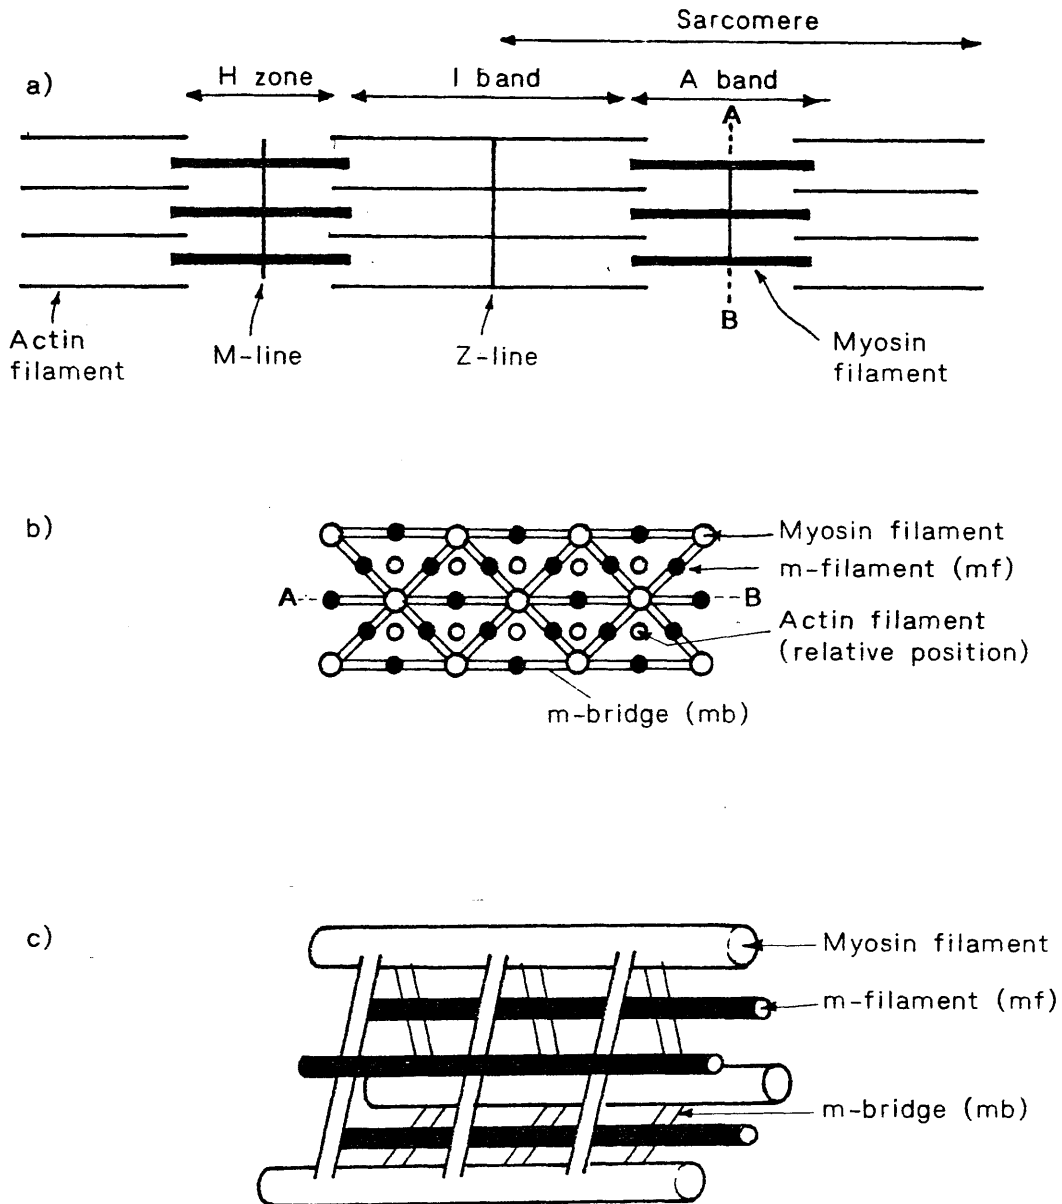 Sarcomere
a)
H zone
I band
A band
A
B
Actin
filament
M-line
Z-line
Myosin
filament
b)
Myosin filament
m-filament (mf)
A
B
Actin filament
(relative position)
m-bridge (mb)
c)
Myosin filament
m-filament (mf)
m-bridge (mb)